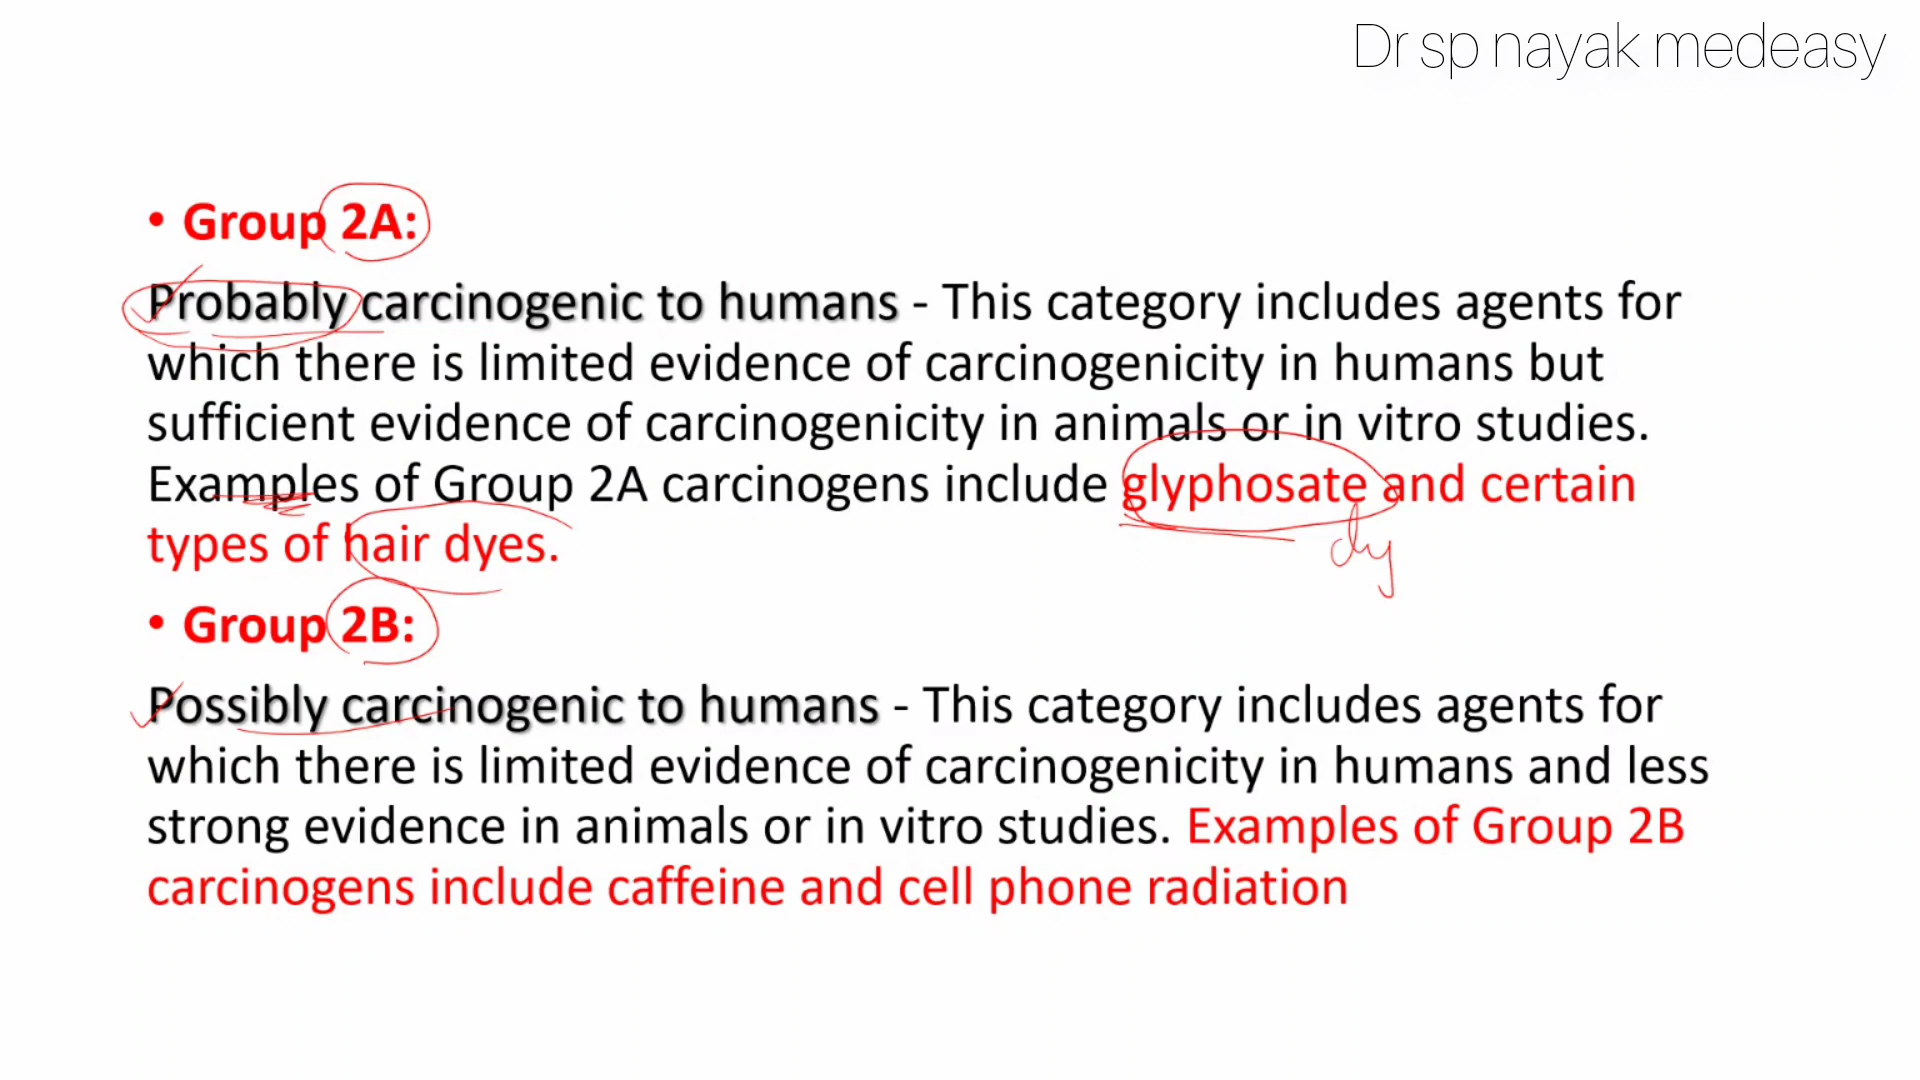 Dr sp nayak medeasy
• Group 2A:
Probably carcinogenic to humans - This category includes agents for
which there is limited evidence of carcinogenicity in humans but
sufficient evidence of carcinogenicity in animals or in vitro studies.
Examples of Group 2A carcinogens include glyphosate and certain
types of hair dyes.
dy
• Group 2B:
Possibly carcinogenic to humans - This category includes agents for
which there is limited evidence of carcinogenicity in humans and less
strong evidence in animals or in vitro studies. Examples of Group 2B
carcinogens include caffeine and cell phone radiation